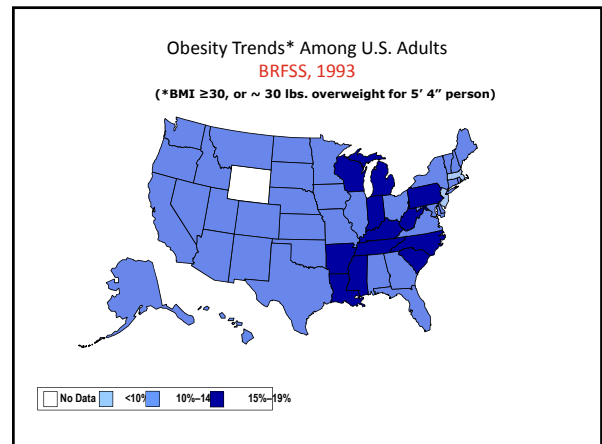 Obesity Trends* Among U.S. Adults
BRFSS, 1993
(*BMI ≥30, or ~ 30 lbs. overweight for 5’ 4” person)
No Data <10% 10%–14 15%–19%